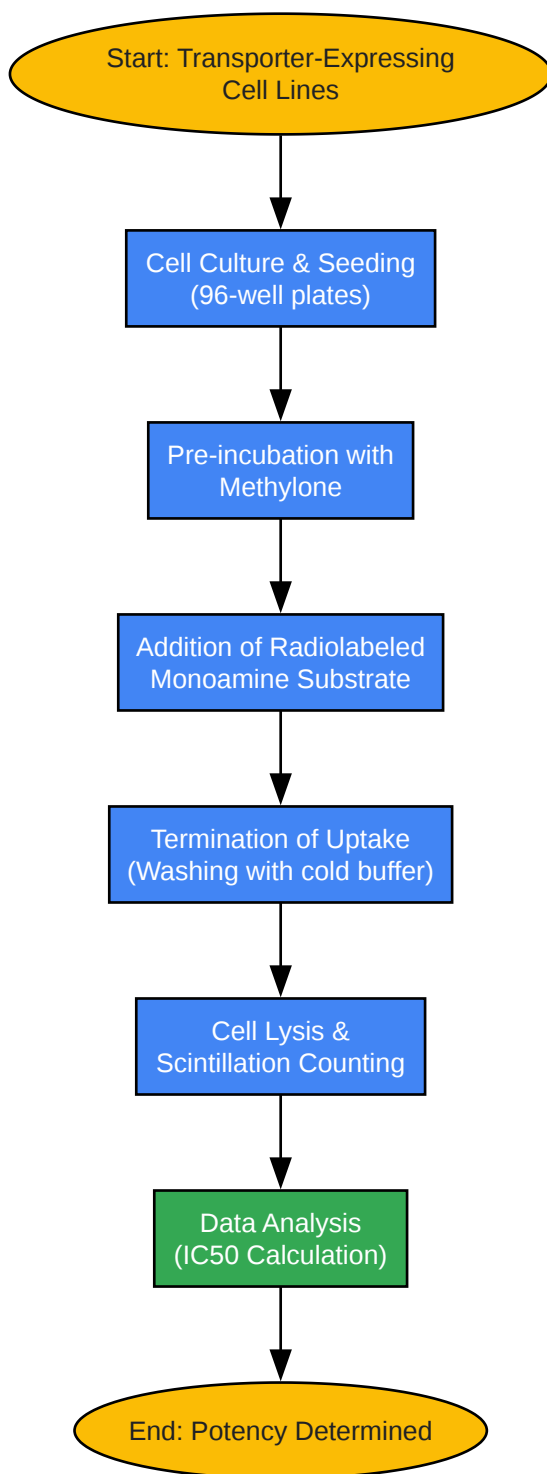 Start: Transporter-Expressing
Cell Lines
Cell Culture & Seeding
(96-well plates)
Pre-incubation with
Methylone
Addition of Radiolabeled
Monoamine Substrate
Termination of Uptake
(Washing with cold buffer)
Cell Lysis &
Scintillation Counting
Data Analysis
(IC50 Calculation)
End: Potency Determined